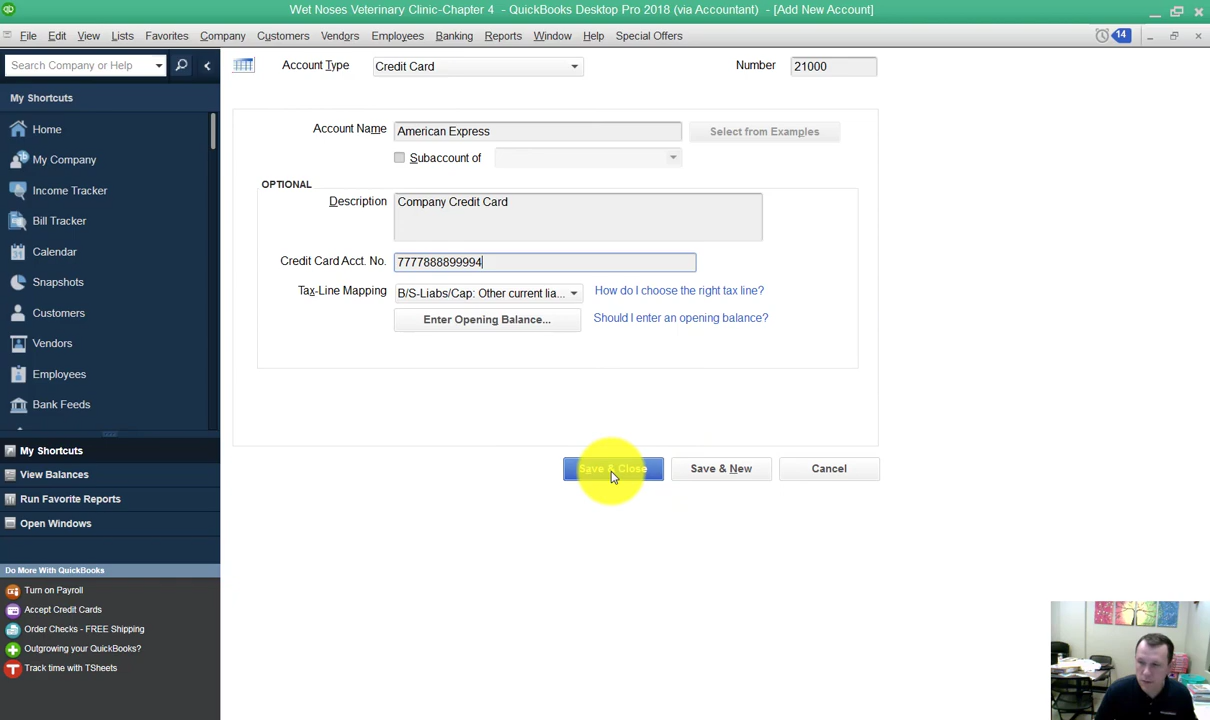 Wet Noses Veterinary Clinic-Chapter 4 - QuickBooks Desktop Pro 2018 (via Accountant) - [Add New Account]
File Edit View Lists Favorites Company Customers Vendors Employees Banking Reports Window Help Special Offers 14
Search Company or Help
My Shortcuts
Home
My Company
Income Tracker
Bill Tracker
Calendar
Snapshots
Customers
Vendors
Employees
Bank Feeds
My Shortcuts
View Balances
Run Favorite Reports
Open Windows
Do More With QuickBooks
Turn on Payroll
Accept Credit Cards
Order Checks - FREE Shipping
Outgrowing your QuickBooks?
Track time with TSheets
Account Type Credit Card Number 21000
Account Name American Express Select from Examples
Subaccount of
OPTIONAL
Description Company Credit Card
Credit Card Acct. No. 7777888899994
Tax-Line Mapping B/S-Liabs/Cap: Other current lia... How do I choose the right tax line?
Enter Opening Balance... Should I enter an opening balance?
Save & Close Save & New Cancel